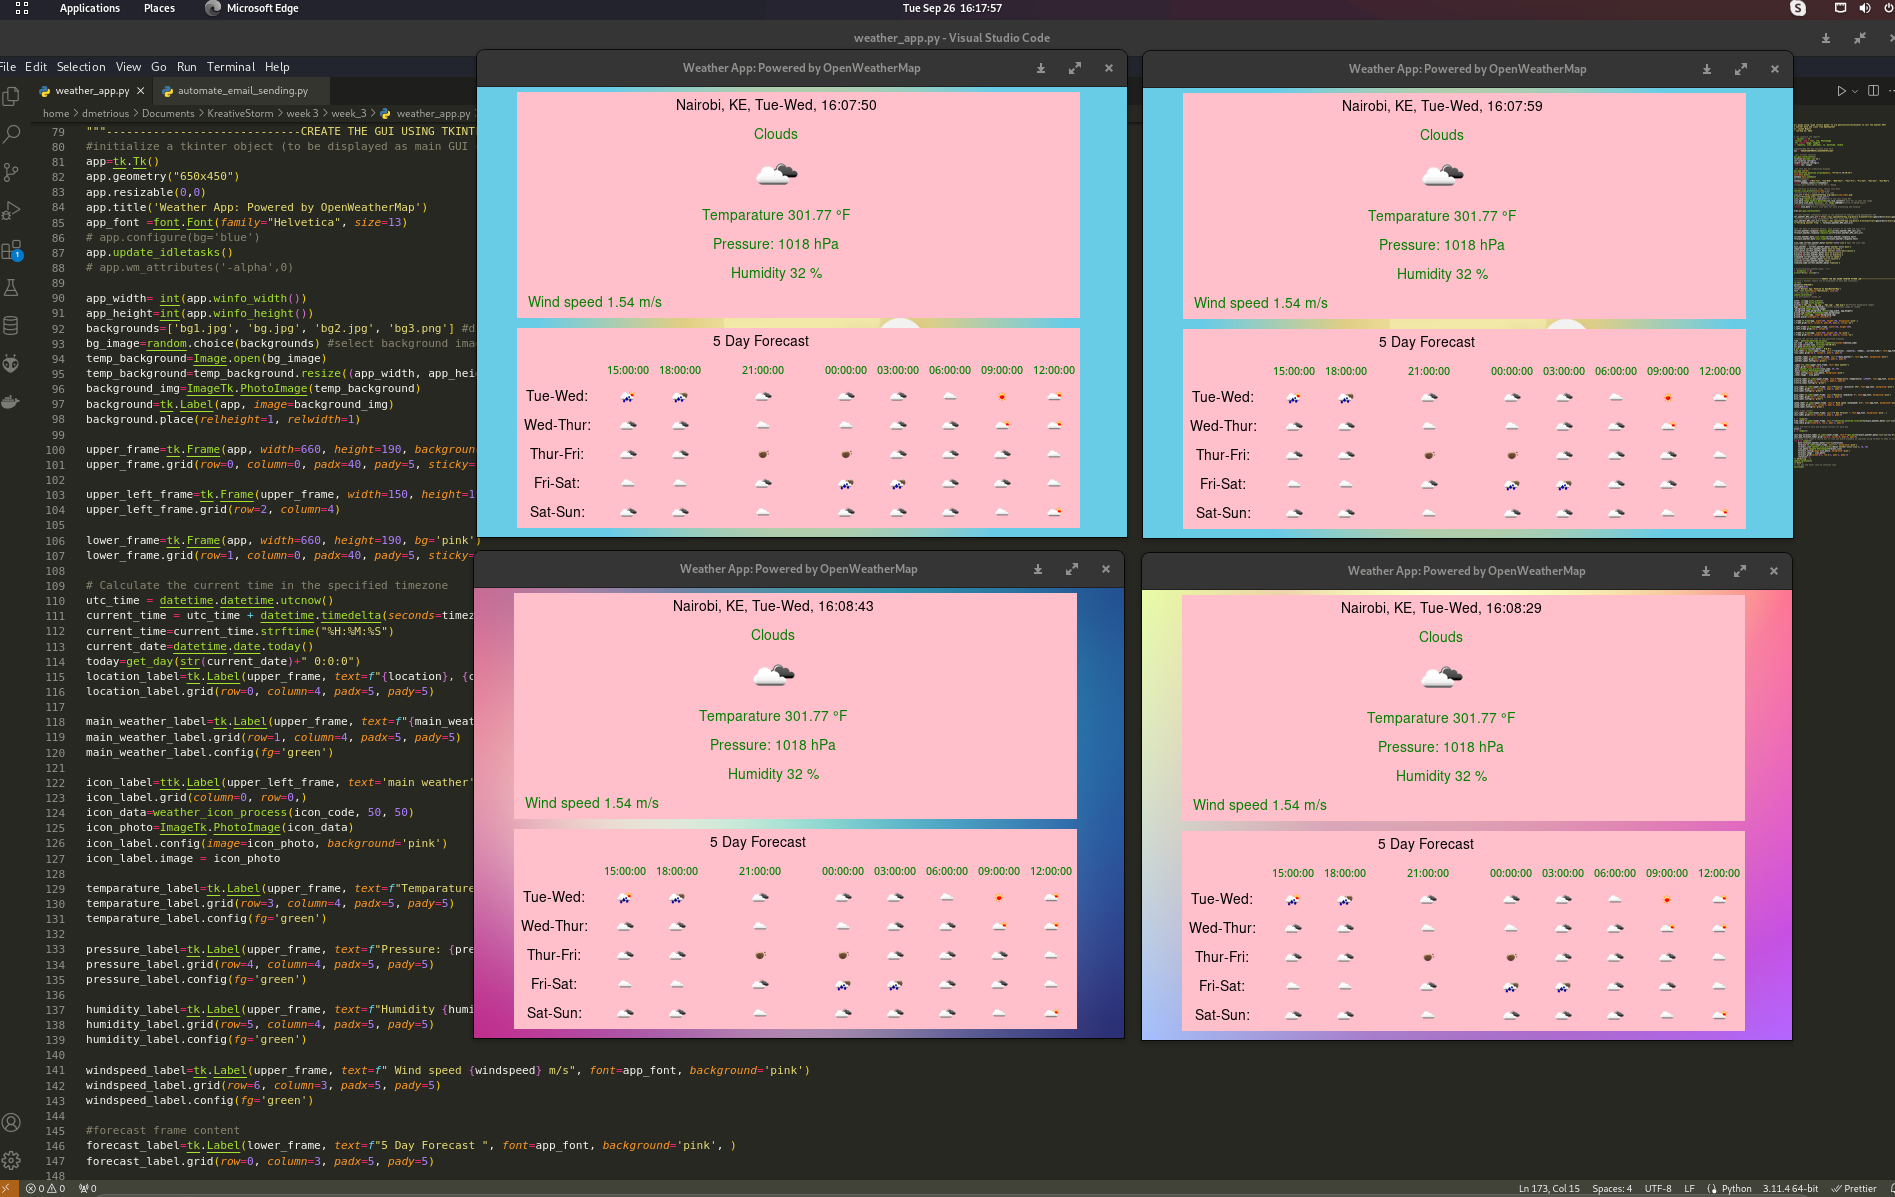 Applications Places Microsoft Edge Tue Sep 26 16:17:57
weather_app.py - Visual Studio Code
File Edit Selection View Go Run Terminal Help
weather_app.py automate_email_sending.py
home > dmetrious > Documents > KreativeStorm > week 3 > week_3 > weather_app.py
79 """-----------------------------CREATE THE GUI USING TKINT
80 #initialize a tkinter object (to be displayed as main GUI
81 app=tk.Tk()
82 app.geometry("650x450")
83 app.resizable(0,0)
84 app.title('Weather App: Powered by OpenWeatherMap')
85 app_font =font.Font(family="Helvetica", size=13)
86 # app.configure(bg='blue')
87 app.update_idletasks()
88 # app.wm_attributes('-alpha',0)
89
90 app_width= int(app.winfo_width())
91 app_height=int(app.winfo_height())
92 backgrounds=['bg1.jpg', 'bg.jpg', 'bg2.jpg', 'bg3.png'] #d
93 bg_image=random.choice(backgrounds) #select background ima
94 temp_background=Image.open(bg_image)
95 temp_background=temp_background.resize((app_width, app_hei
96 background_img=ImageTk.PhotoImage(temp_background)
97 background=tk.Label(app, image=background_img)
98 background.place(relheight=1, relwidth=1)
99
100 upper_frame=tk.Frame(app, width=660, height=190, backgroun
101 upper_frame.grid(row=0, column=0, padx=40, pady=5, sticky=
102
103 upper_left_frame=tk.Frame(upper_frame, width=150, height=1
104 upper_left_frame.grid(row=2, column=4)
105
106 lower_frame=tk.Frame(app, width=660, height=190, bg='pink')
107 lower_frame.grid(row=1, column=0, padx=40, pady=5, sticky=
108
109 # Calculate the current time in the specified timezone
110 utc_time = datetime.datetime.utcnow()
111 current_time = utc_time + datetime.timedelta(seconds=timez
112 current_time=current_time.strftime("%H:%M:%S")
113 current_date=datetime.date.today()
114 today=get_day(str(current_date)+" 0:0:0")
115 location_label=tk.Label(upper_frame, text=f"{location}, {c
116 location_label.grid(row=0, column=4, padx=5, pady=5)
117
118 main_weather_label=tk.Label(upper_frame, text=f"{main_weat
119 main_weather_label.grid(row=1, column=4, padx=5, pady=5)
120 main_weather_label.config(fg='green')
121
122 icon_label=ttk.Label(upper_left_frame, text='main weather'
123 icon_label.grid(column=0, row=0,)
124 icon_data=weather_icon_process(icon_code, 50, 50)
125 icon_photo=ImageTk.PhotoImage(icon_data)
126 icon_label.config(image=icon_photo, background='pink')
127 icon_label.image = icon_photo
128
129 temparature_label=tk.Label(upper_frame, text=f"Temparature
130 temparature_label.grid(row=3, column=4, padx=5, pady=5)
131 temparature_label.config(fg='green')
132
133 pressure_label=tk.Label(upper_frame, text=f"Pressure: {pre
134 pressure_label.grid(row=4, column=4, padx=5, pady=5)
135 pressure_label.config(fg='green')
136
137 humidity_label=tk.Label(upper_frame, text=f"Humidity {humi
138 humidity_label.grid(row=5, column=4, padx=5, pady=5)
139 humidity_label.config(fg='green')
140
141 windspeed_label=tk.Label(upper_frame, text=f" Wind speed {windspeed} m/s", font=app_font, background='pink')
142 windspeed_label.grid(row=6, column=3, padx=5, pady=5)
143 windspeed_label.config(fg='green')
144
145 #forecast frame content
146 forecast_label=tk.Label(lower_frame, text=f"5 Day Forecast ", font=app_font, background='pink', )
147 forecast_label.grid(row=0, column=3, padx=5, pady=5)
148
Weather App: Powered by OpenWeatherMap
Nairobi, KE, Tue-Wed, 16:07:50
Clouds
Temparature 301.77 °F
Pressure: 1018 hPa
Humidity 32 %
Wind speed 1.54 m/s
5 Day Forecast
15:00:00 18:00:00 21:00:00 00:00:00 03:00:00 06:00:00 09:00:00 12:00:00
Tue-Wed:
Wed-Thur:
Thur-Fri:
Fri-Sat:
Sat-Sun:
Weather App: Powered by OpenWeatherMap
Nairobi, KE, Tue-Wed, 16:07:59
Clouds
Temparature 301.77 °F
Pressure: 1018 hPa
Humidity 32 %
Wind speed 1.54 m/s
5 Day Forecast
15:00:00 18:00:00 21:00:00 00:00:00 03:00:00 06:00:00 09:00:00 12:00:00
Tue-Wed:
Wed-Thur:
Thur-Fri:
Fri-Sat:
Sat-Sun:
Weather App: Powered by OpenWeatherMap
Nairobi, KE, Tue-Wed, 16:08:43
Clouds
Temparature 301.77 °F
Pressure: 1018 hPa
Humidity 32 %
Wind speed 1.54 m/s
5 Day Forecast
15:00:00 18:00:00 21:00:00 00:00:00 03:00:00 06:00:00 09:00:00 12:00:00
Tue-Wed:
Wed-Thur:
Thur-Fri:
Fri-Sat:
Sat-Sun:
Weather App: Powered by OpenWeatherMap
Nairobi, KE, Tue-Wed, 16:08:29
Clouds
Temparature 301.77 °F
Pressure: 1018 hPa
Humidity 32 %
Wind speed 1.54 m/s
5 Day Forecast
15:00:00 18:00:00 21:00:00 00:00:00 03:00:00 06:00:00 09:00:00 12:00:00
Tue-Wed:
Wed-Thur:
Thur-Fri:
Fri-Sat:
Sat-Sun:
0 0 0 Ln 173, Col 15 Spaces: 4 UTF-8 LF Python 3.11.4 64-bit Prettier